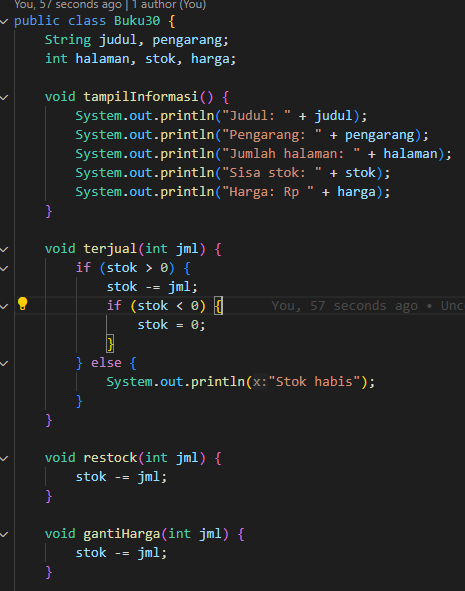 You, 57 seconds ago | 1 author (You)
public class Buku30 {
String judul, pengarang;
int halaman, stok, harga;
void tampilInformasi() {
System.out.println("Judul: " + judul);
System.out.println("Pengarang: " + pengarang);
System.out.println("Jumlah halaman: " + halaman);
System.out.println("Sisa stok: " + stok);
System.out.println("Harga: Rp " + harga);
}
void terjual(int jml) {
if (stok > 0) {
stok -= jml;
if (stok < 0) { You, 57 seconds ago • Unc
stok = 0;
}
} else {
System.out.println(x:"Stok habis");
}
}
void restock(int jml) {
stok -= jml;
}
void gantiHarga(int jml) {
stok -= jml;
}